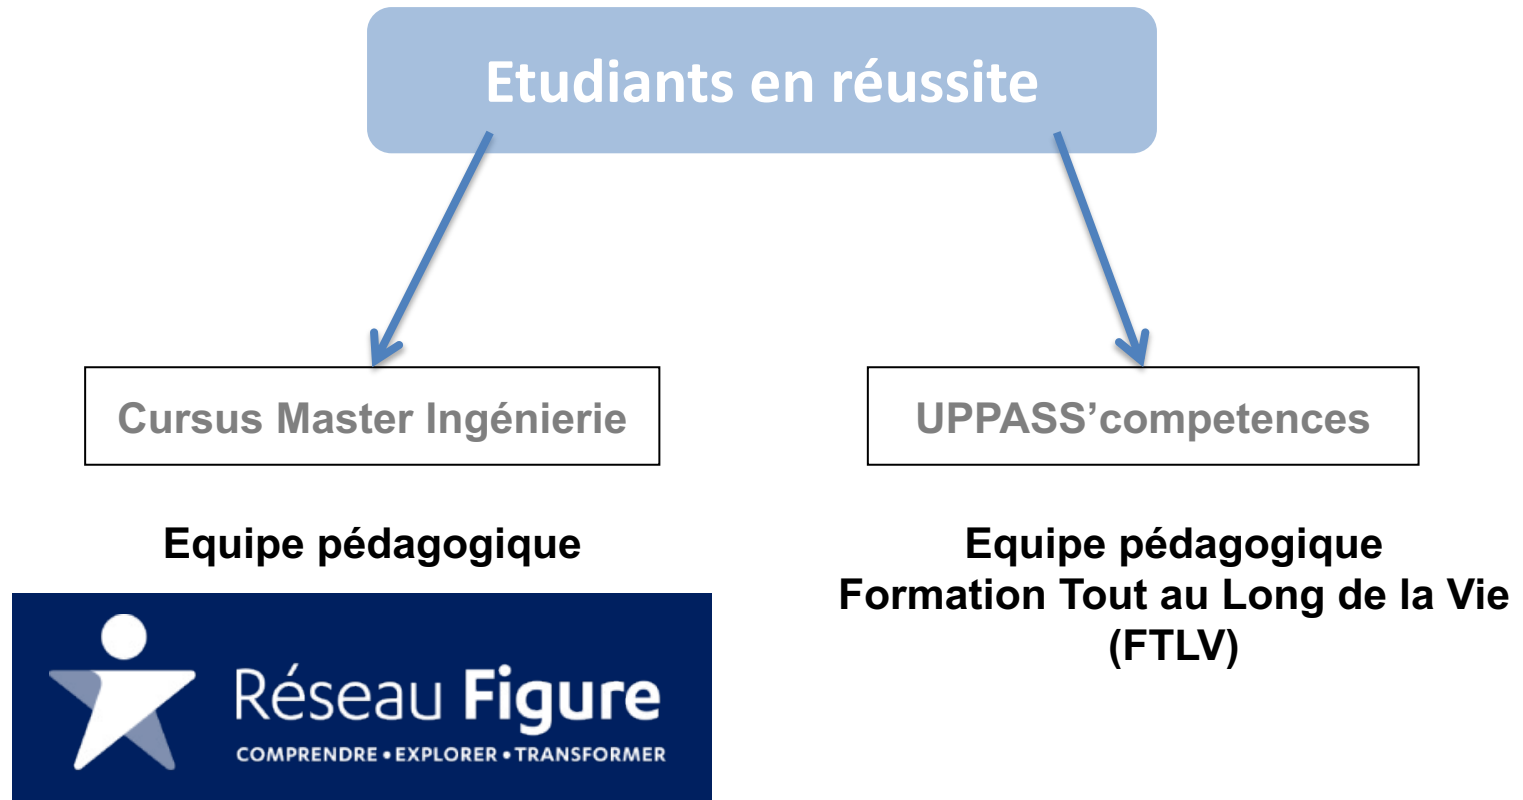 Etudiants en réussite
Cursus Master Ingénierie
UPPASS’competences
Equipe pédagogique
Equipe pédagogique
Formation Tout au Long de la Vie
(FTLV)
Réseau Figure
COMPRENDRE • EXPLORER • TRANSFORMER